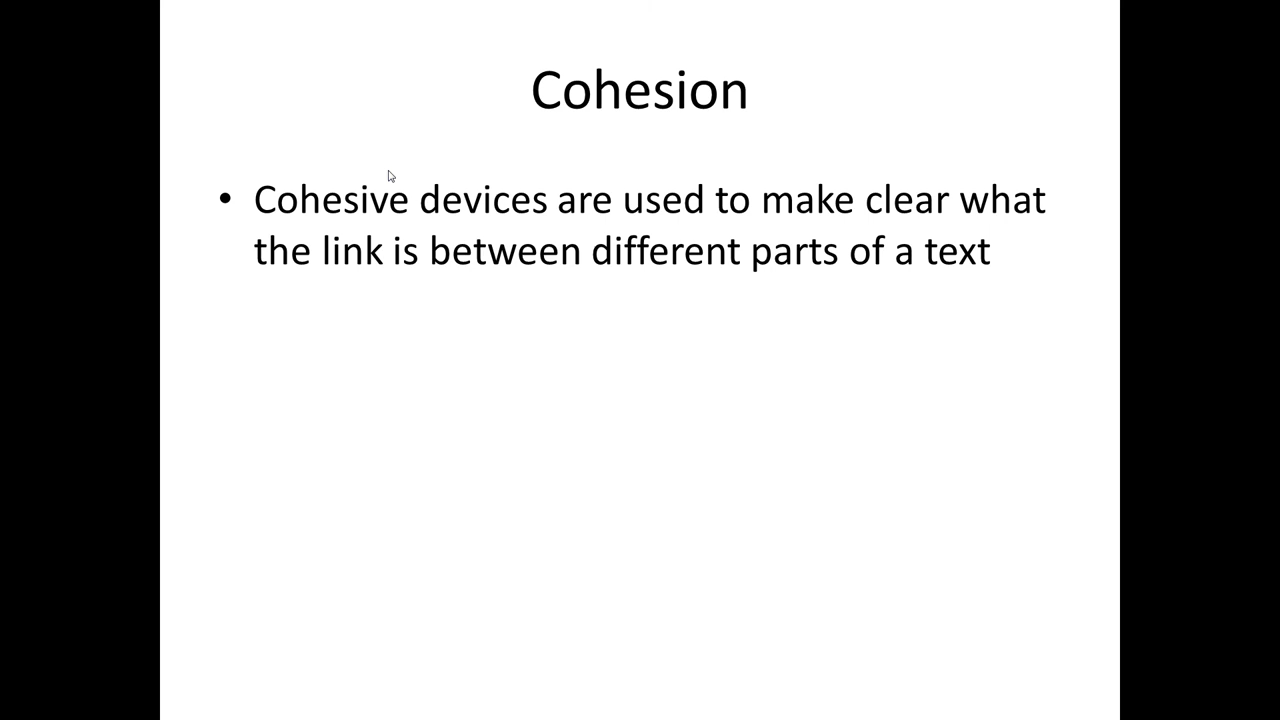 Cohesion
• Cohesive devices are used to make clear what
the link is between different parts of a text